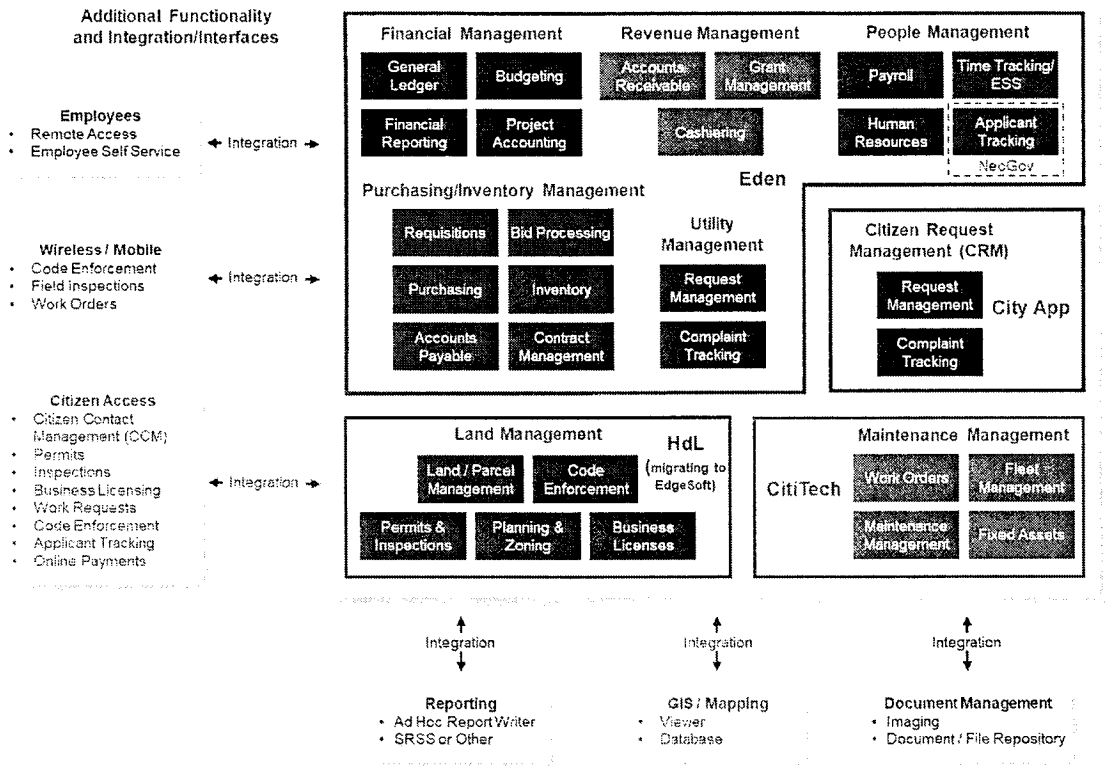 Additional Functionality
and Integration/Interfaces
Employees
• Remote Access
• Employee Self Service
Integration
Wireless / Mobile
• Code Enforcement
• Field Inspections
• Work Orders
Integration
Citizen Access
• Citizen Contact
Management (CCM)
• Permits
• Inspections
• Business Licensing
• Work Requests
• Code Enforcement
• Applicant Tracking
• Online Payments
Integration
Financial Management
General
Ledger
Budgeting
Financial
Reporting
Project
Accounting
Revenue Management
Accounts
Receivable
Grant
Management
Cashiering
People Management
Payroll
Time Tracking/
ESS
Human
Resources
Applicant
Tracking
NeoGov
Eden
Purchasing/Inventory Management
Requisitions
Bid Processing
Purchasing
Inventory
Accounts
Payable
Contract
Management
Utility
Management
Request
Management
Complaint
Tracking
Citizen Request
Management (CRM)
Request
Management
City App
Complaint
Tracking
Land Management
HdL
(migrating to
EdgeSoft)
Land / Parcel
Management
Code
Enforcement
Permits &
Inspections
Planning &
Zoning
Business
Licenses
Maintenance Management
CitiTech
Work Orders
Fleet
Management
Maintenance
Management
Fixed Assets
Integration
Integration
Integration
Reporting
• Ad Hoc Report Writer
• SRSS or Other
GIS / Mapping
• Viewer
• Database
Document Management
• Imaging
• Document / File Repository